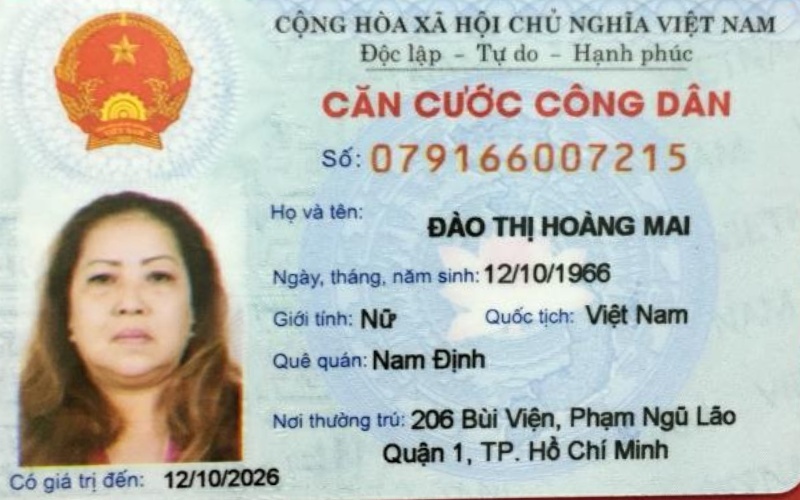 CỘNG HÒA XÃ HỘI CHỦ NGHĨA VIỆT NAM
Độc lập – Tự do – Hạnh phúc
CĂN CƯỚC CÔNG DÂN
Số: 079166007215
Họ và tên: ĐÀO THỊ HOÀNG MAI
Ngày, tháng, năm sinh: 12/10/1966
Giới tính: Nữ Quốc tịch: Việt Nam
Quê quán: Nam Định
Nơi thường trú: 206 Bùi Viện, Phạm Ngũ Lão
Quận 1, TP. Hồ Chí Minh
Có giá trị đến: 12/10/2026